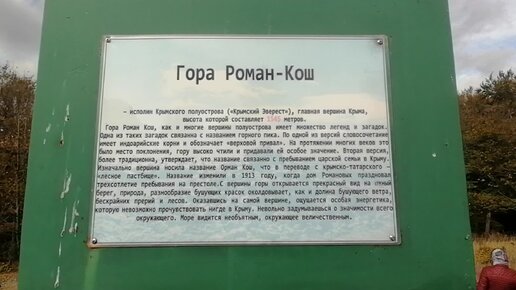 Гора Роман-Кош
– исполин Крымского полуострова («Крымский Эверест»), главная вершина Крыма,
высота которой составляет 1545 метров.
Гора Роман Кош, как и многие вершины полуострова имеет множество легенд и загадок.
Одна из таких загадок связанна с названием горного пика. По одной из версий словосочетание
имеет индоарийские корни и обозначает «верховой привал». На протяжении многих веков это
было место поклонений, гору высоко чтили и придавали ей особое значение. Вторая версия,
более традиционна, утверждает, что название связанно с пребыванием царской семьи в Крыму.
Изначально вершина носила название Орман Кош, что в переводе с крымско-татарского –
«лесное пастбище». Название изменили в 1913 году, когда дом Романовых праздновал
трехсотлетие пребывания на престоле.С вершины горы открывается прекрасный вид на
берег, природа, разнообразие бушующих красок околдовывает, как и долина бушующего ветра,
бескрайних прерий и лесов. Оказавшись на самой вершине, ощущается особая энергетика,
которую невозможно прочувствовать нигде в Крыму. Невольно задумываешься о значимости всего
окружающего. Море видится необъятным, окружающее величественным.